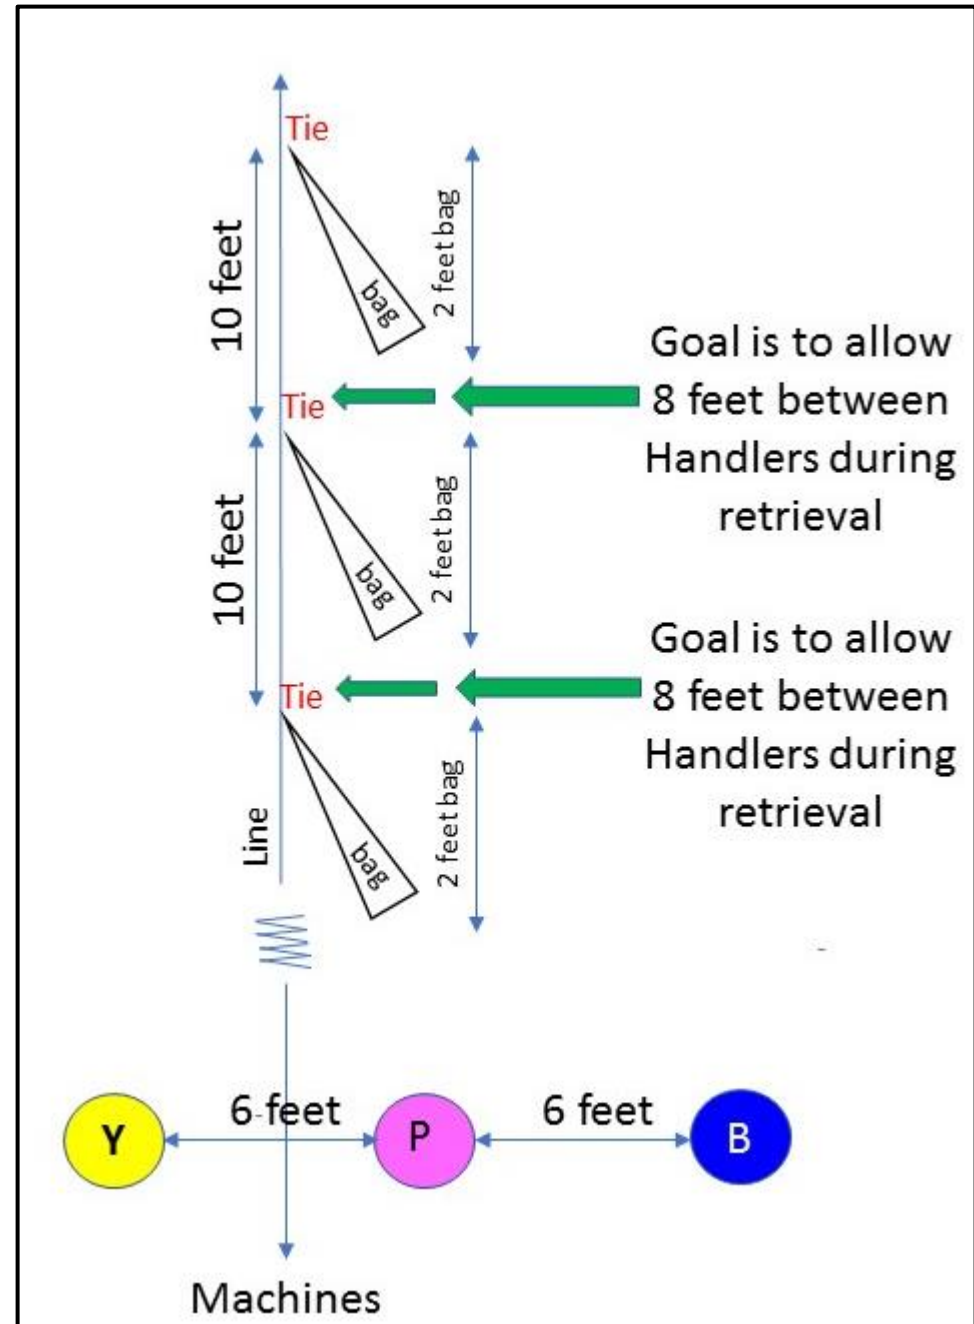 Tie
10 feet
bag
2 feet bag
Goal is to allow
8 feet between
Handlers during
retrieval
Tie
10 feet
bag
2 feet bag
Goal is to allow
8 feet between
Handlers during
retrieval
Tie
Line
bag
2 feet bag
6 feet
6 feet
Y
P
B
Machines